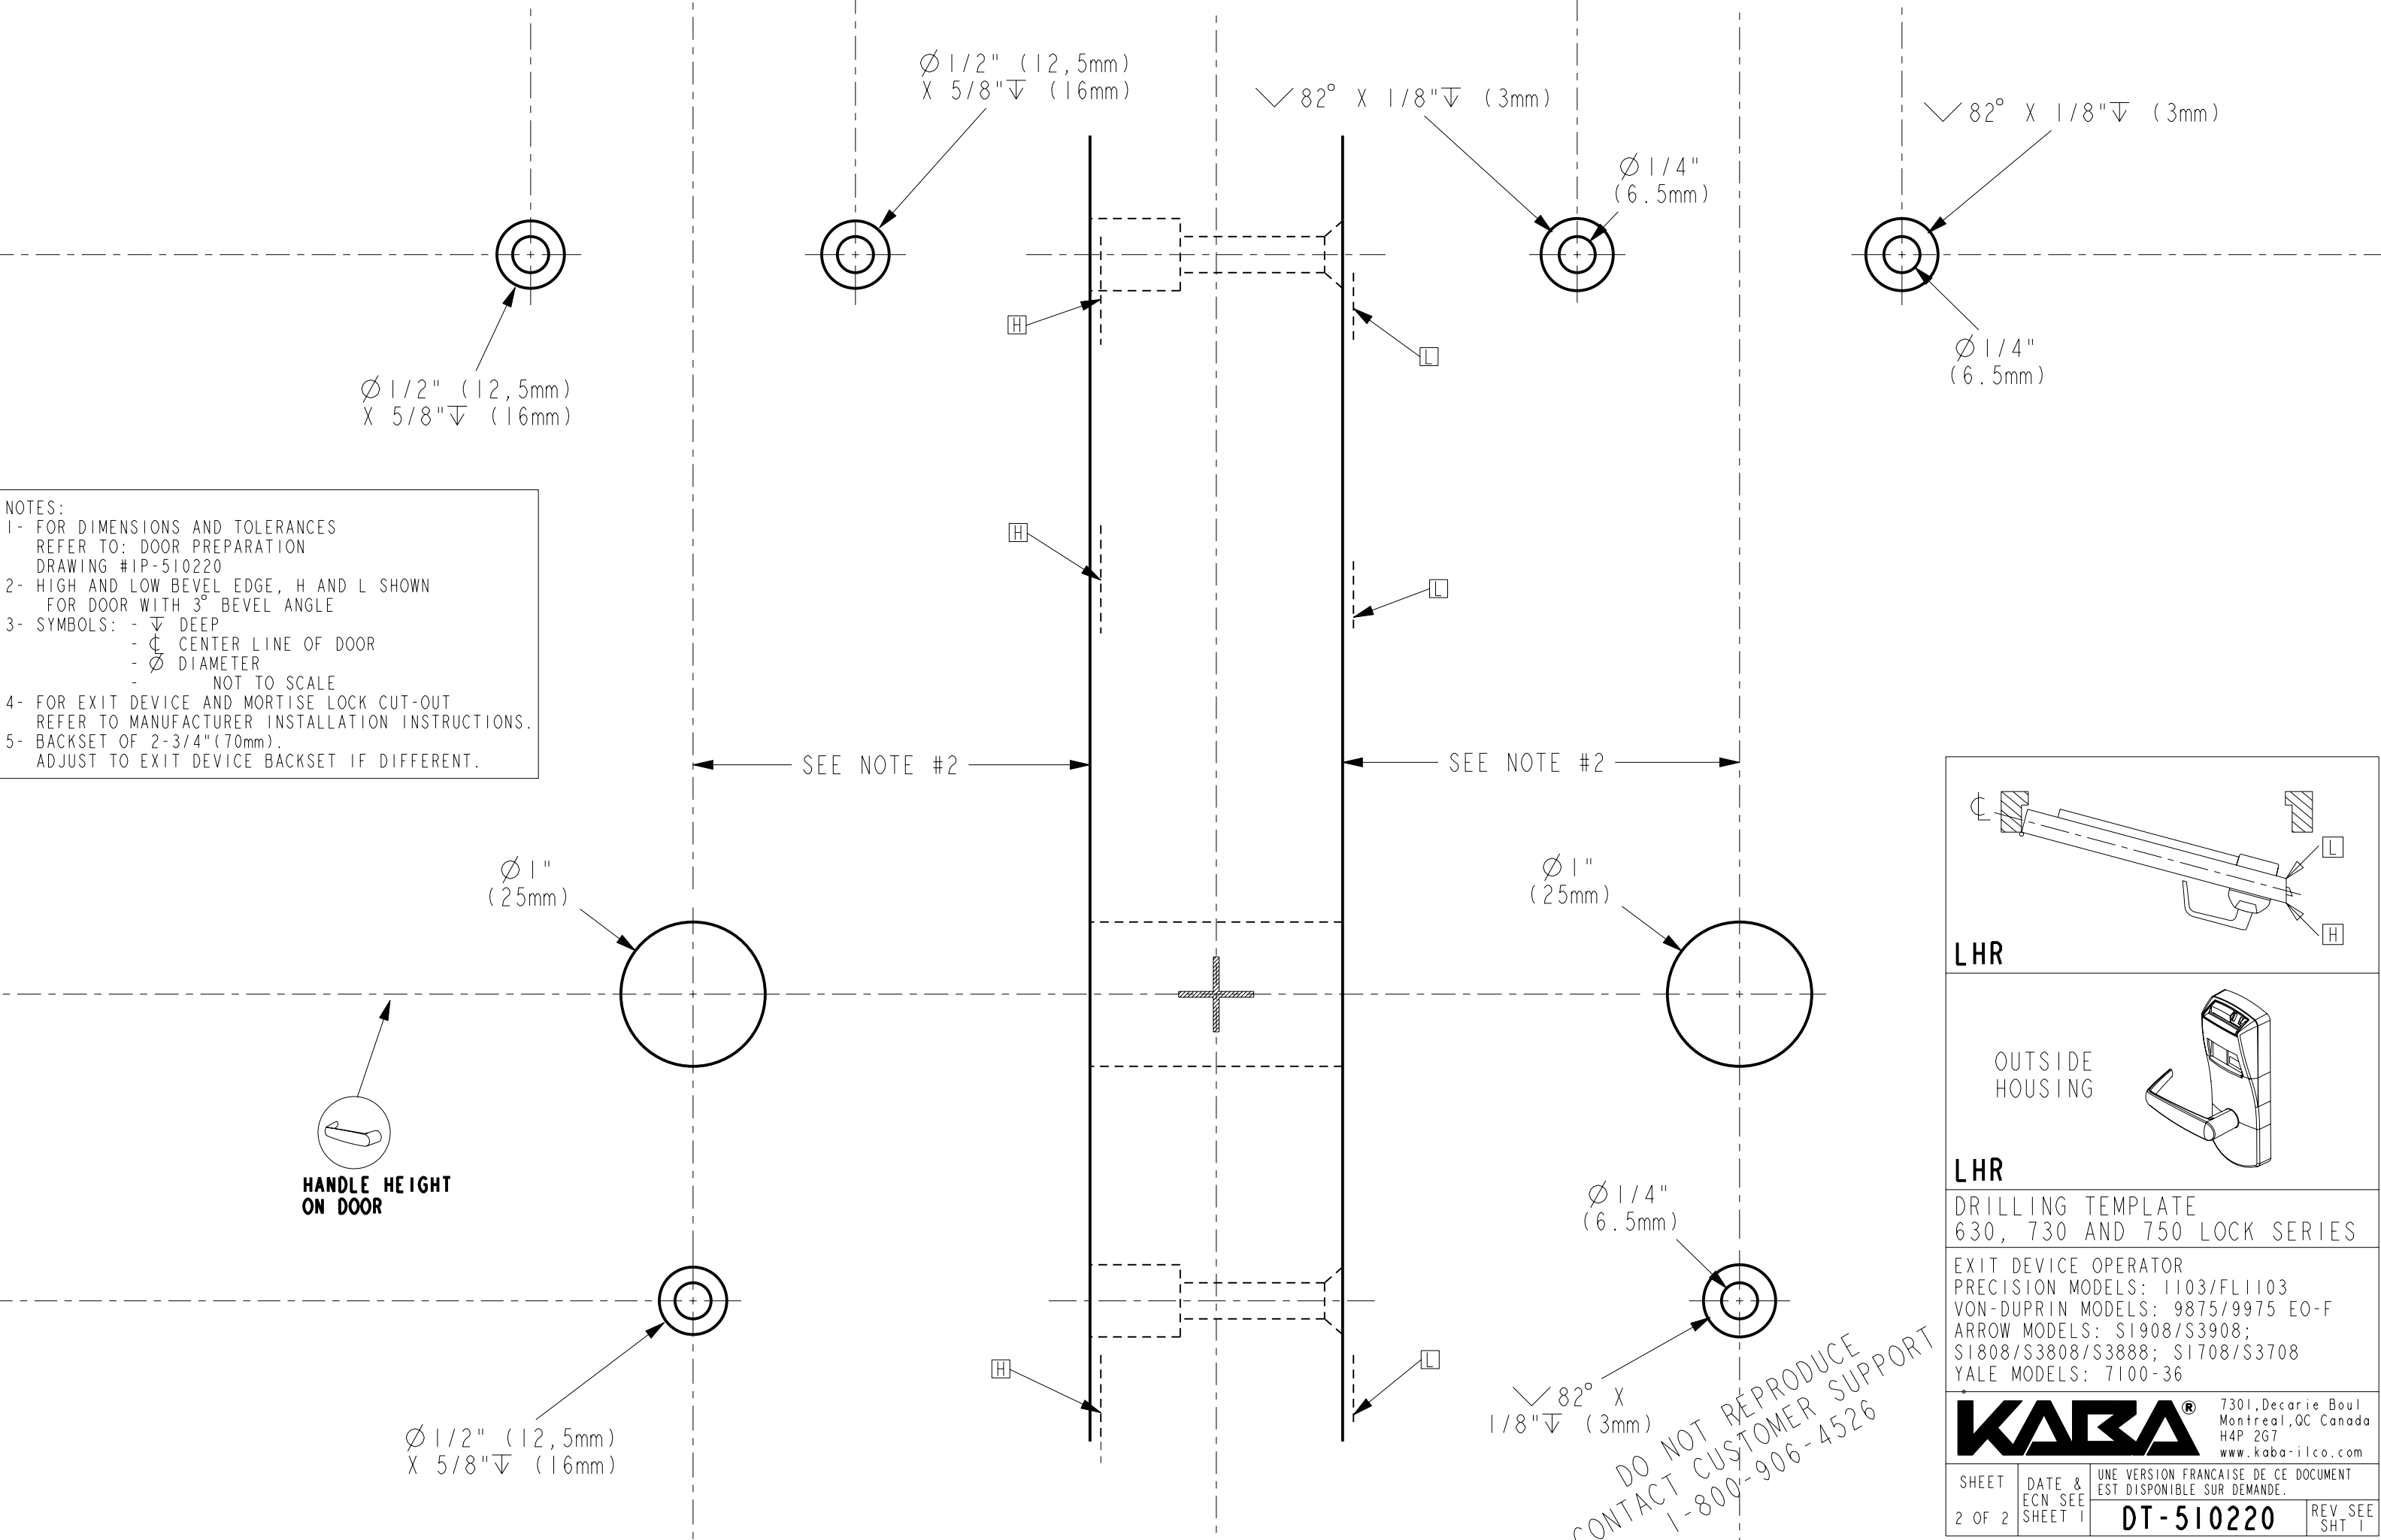 Ø1/2" (12,5mm)
X 5/8"↧ (16mm)
⌵82° X 1/8"↧ (3mm)
⌵82° X 1/8"↧ (3mm)
Ø1/4"
(6.5mm)
H
L
Ø1/4"
(6.5mm)
Ø1/2" (12,5mm)
X 5/8"↧ (16mm)
NOTES:
1- FOR DIMENSIONS AND TOLERANCES
REFER TO: DOOR PREPARATION
DRAWING #IP-510220
2- HIGH AND LOW BEVEL EDGE, H AND L SHOWN
FOR DOOR WITH 3° BEVEL ANGLE
3- SYMBOLS: - ↧ DEEP
- ℄ CENTER LINE OF DOOR
- Ø DIAMETER
- NOT TO SCALE
4- FOR EXIT DEVICE AND MORTISE LOCK CUT-OUT
REFER TO MANUFACTURER INSTALLATION INSTRUCTIONS.
5- BACKSET OF 2-3/4"(70mm).
ADJUST TO EXIT DEVICE BACKSET IF DIFFERENT.
H
L
SEE NOTE #2
SEE NOTE #2
Ø1"
(25mm)
Ø1"
(25mm)
HANDLE HEIGHT
ON DOOR
Ø1/4"
(6.5mm)
H
L
Ø1/2" (12,5mm)
X 5/8"↧ (16mm)
⌵82° X
1/8"↧ (3mm)
DO NOT REPRODUCE
CONTACT CUSTOMER SUPPORT
1-800-906-4526
℄
L
H
LHR
OUTSIDE
HOUSING
LHR
DRILLING TEMPLATE
630, 730 AND 750 LOCK SERIES
EXIT DEVICE OPERATOR
PRECISION MODELS: 1103/FL1103
VON-DUPRIN MODELS: 9875/9975 EO-F
ARROW MODELS: S1908/S3908;
S1808/S3808/S3888; S1708/S3708
YALE MODELS: 7100-36
KABA®
7301,Decarie Boul
Montreal,QC Canada
H4P 2G7
www.kaba-ilco.com
SHEET
2 OF 2
DATE &
ECN SEE
SHEET 1
UNE VERSION FRANCAISE DE CE DOCUMENT
EST DISPONIBLE SUR DEMANDE.
DT-510220
REV SEE
SHT 1